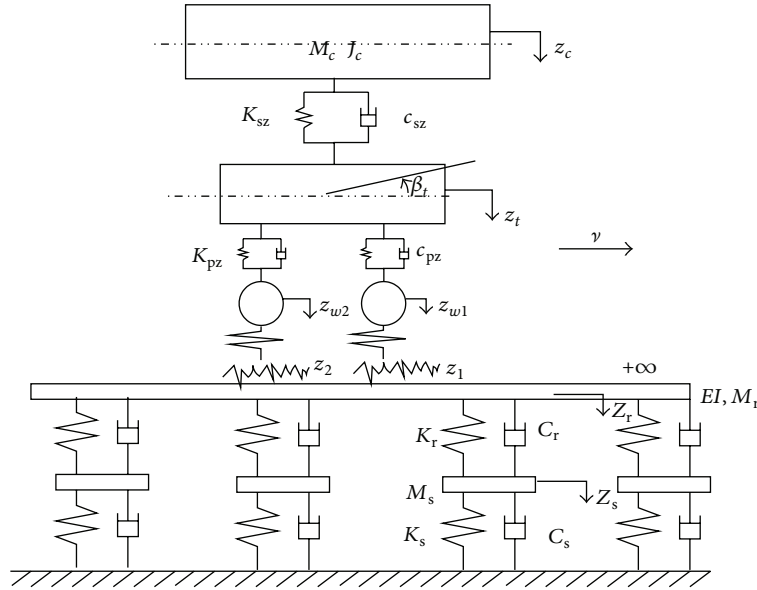 M_c J_c
z_c
K_sz
c_sz
β_t
z_t
K_pz
c_pz
ν
z_w2
z_w1
z_2
z_1
+∞
EI, M_r
Z_r
K_r
C_r
M_s
Z_s
K_s
C_s